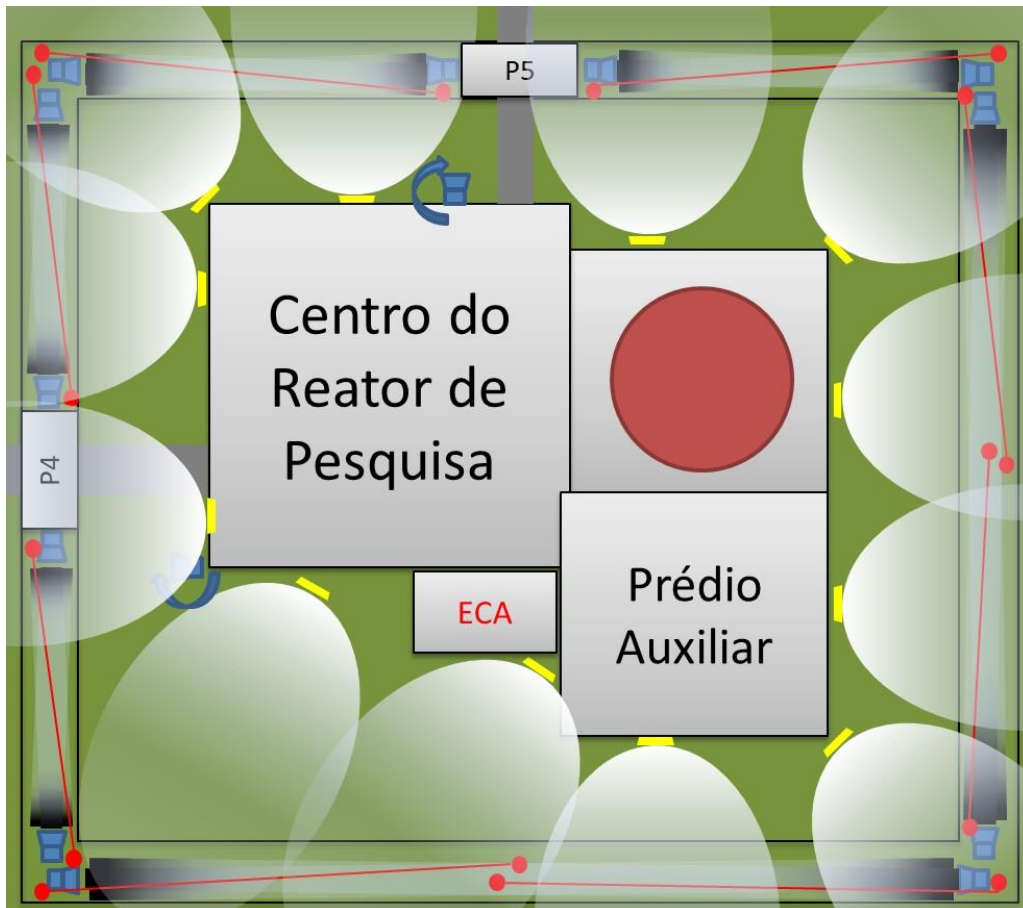 P5
Centro do
Reator de
Pesquisa
P4
ECA
Prédio
Auxiliar